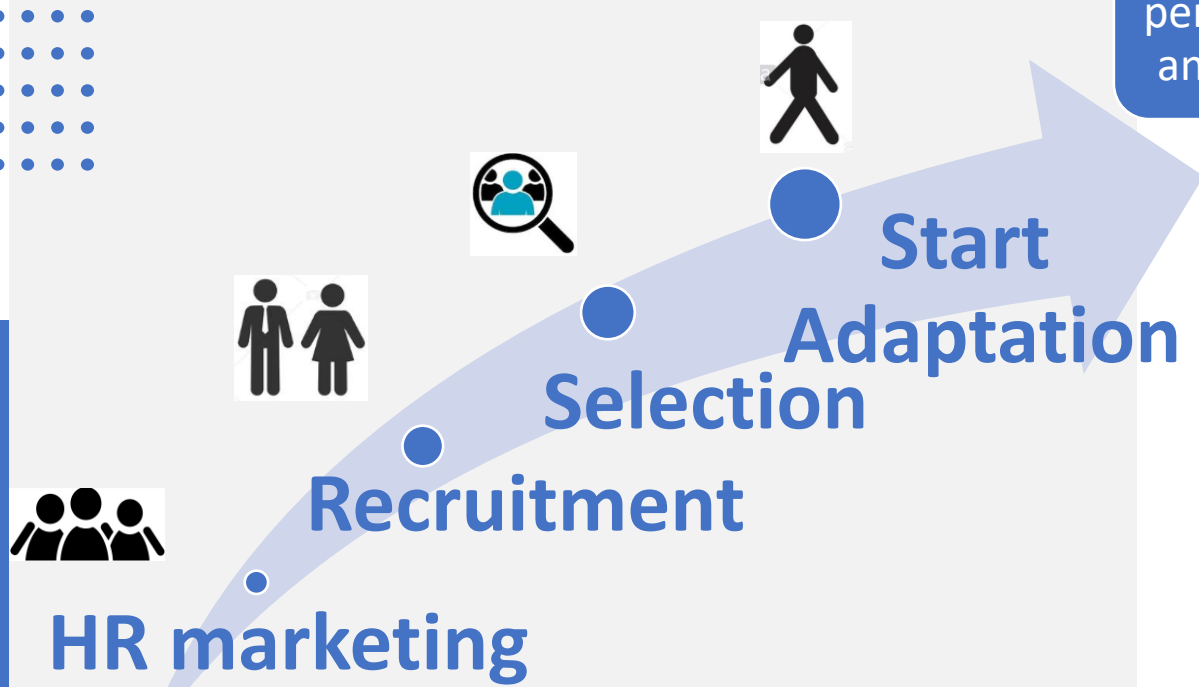 Start
Adaptation
Selection
Recruitment
HR marketing